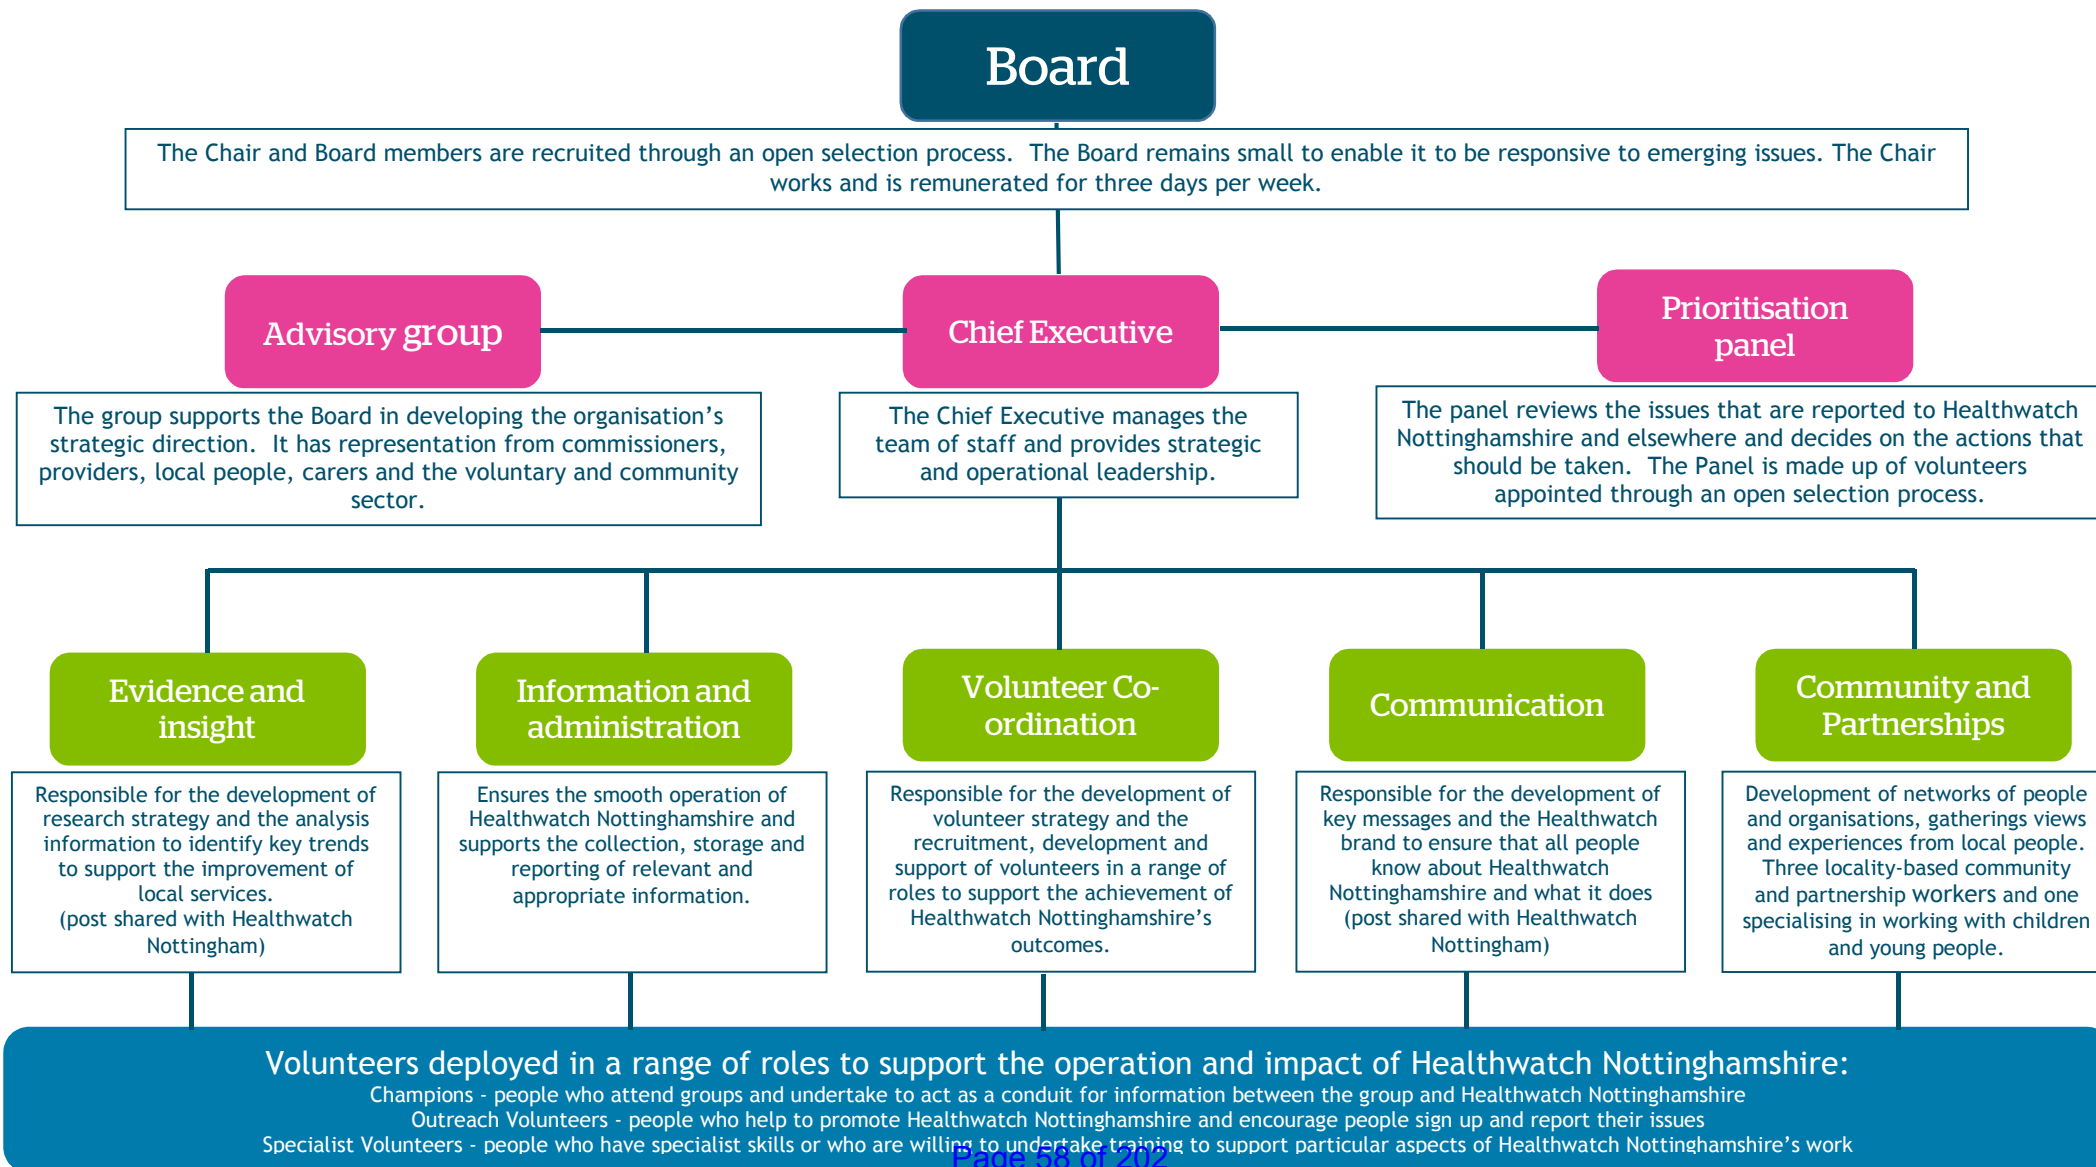 Board
The Chair and Board members are recruited through an open selection process. The Board remains small to enable it to be responsive to emerging issues. The Chair
works and is remunerated for three days per week.
Advisory group
The group supports the Board in developing the organisation's
strategic direction. It has representation from commissioners,
providers, local people, carers and the voluntary and community
sector.
Chief Executive
The Chief Executive manages the
team of staff and provides strategic
and operational leadership.
Prioritisation
panel
The panel reviews the issues that are reported to Healthwatch
Nottinghamshire and elsewhere and decides on the actions that
should be taken. The Panel is made up of volunteers
appointed through an open selection process.
Evidence and
insight
Responsible for the development of
research strategy and the analysis
information to identify key trends
to support the improvement of
local services.
(post shared with Healthwatch
Nottingham)
Information and
administration
Ensures the smooth operation of
Healthwatch Nottinghamshire and
supports the collection, storage and
reporting of relevant and
appropriate information.
Volunteer Co-
ordination
Responsible for the development of
volunteer strategy and the
recruitment, development and
support of volunteers in a range of
roles to support the achievement of
Healthwatch Nottinghamshire's
outcomes.
Communication
Responsible for the development of
key messages and the Healthwatch
brand to ensure that all people
know about Healthwatch
Nottinghamshire and what it does
(post shared with Healthwatch
Nottingham)
Community and
Partnerships
Development of networks of people
and organisations, gatherings views
and experiences from local people.
Three locality-based community
and partnership workers and one
specialising in working with children
and young people.
Volunteers deployed in a range of roles to support the operation and impact of Healthwatch Nottinghamshire:
Champions - people who attend groups and undertake to act as a conduit for information between the group and Healthwatch Nottinghamshire
Outreach Volunteers - people who help to promote Healthwatch Nottinghamshire and encourage people sign up and report their issues
Specialist Volunteers - people who have specialist skills or who are willing to undertake training to support particular aspects of Healthwatch Nottinghamshire's work
Page 58 of 202